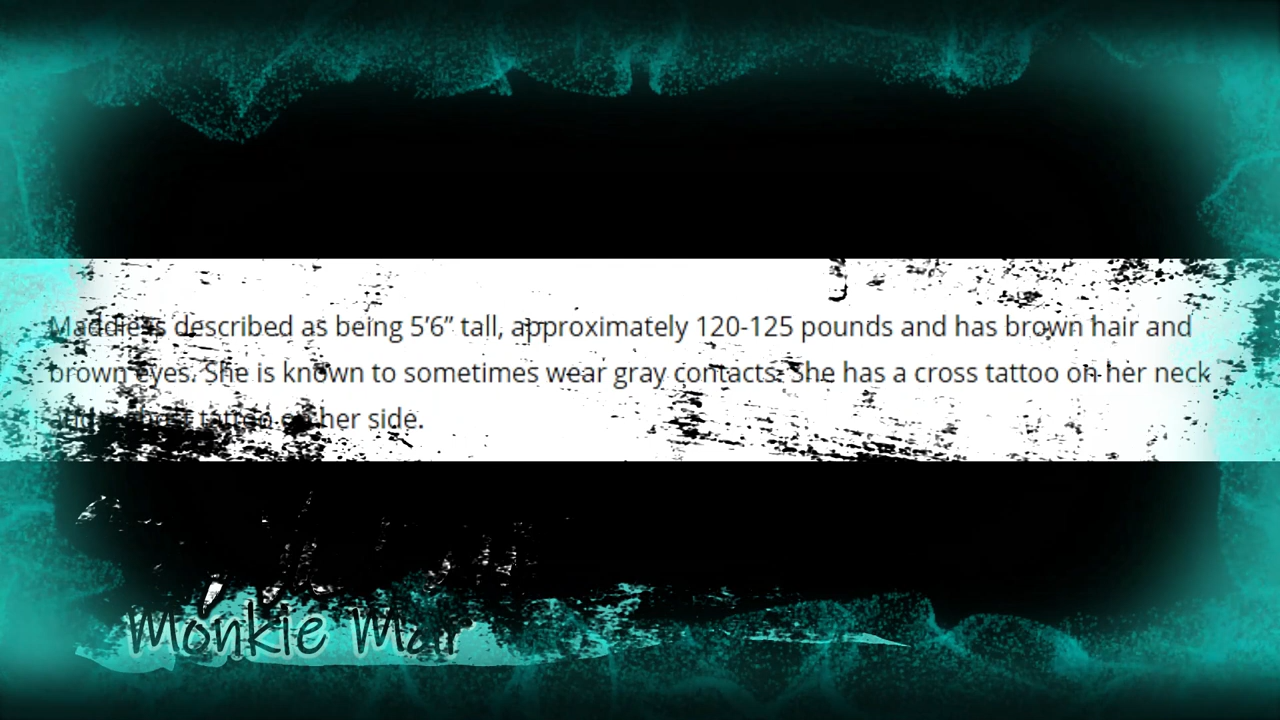 Maddie is described as being 5’6” tall, approximately 120-125 pounds and has brown hair and
brown eyes. She is known to sometimes wear gray contacts. She has a cross tattoo on her neck
tattoo on her side.
Monkie Mair